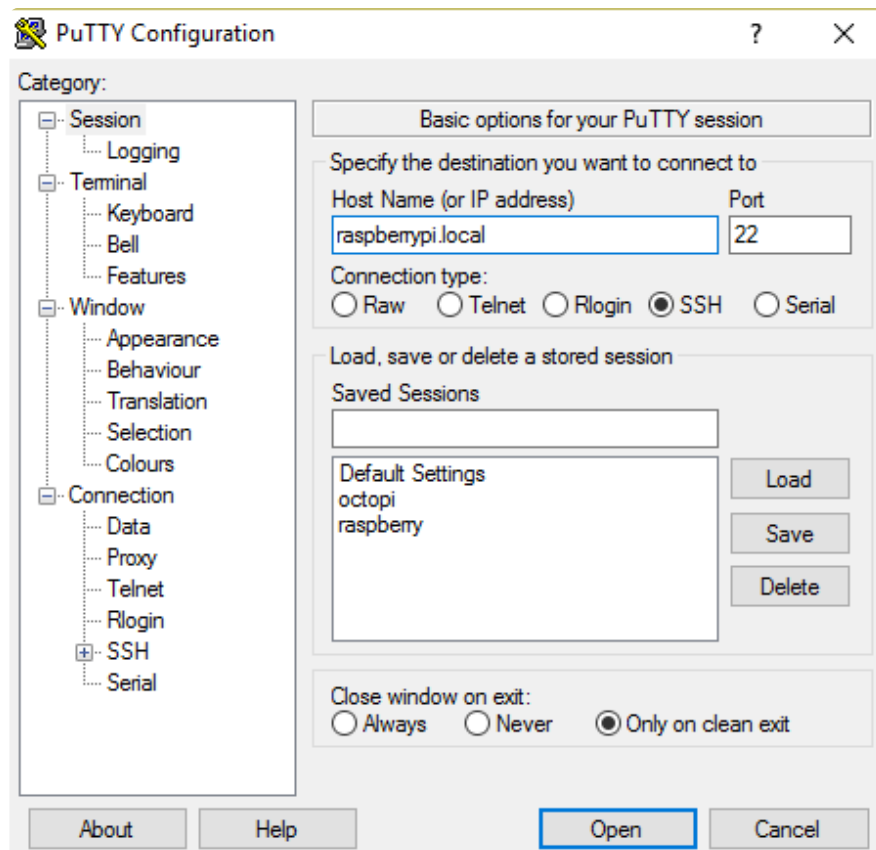 PuTTY Configuration
?
Category:
Session
Logging
Terminal
Keyboard
Bell
Features
Window
Appearance
Behaviour
Translation
Selection
Colours
Connection
Data
Proxy
Telnet
Rlogin
SSH
Serial
Basic options for your PuTTY session
Specify the destination you want to connect to
Host Name (or IP address) Port
raspberrypi.local 22
Connection type:
Raw Telnet Rlogin SSH Serial
Load, save or delete a stored session
Saved Sessions
Default Settings
octopi
raspberry
Load
Save
Delete
Close window on exit:
Always Never Only on clean exit
About Help Open Cancel